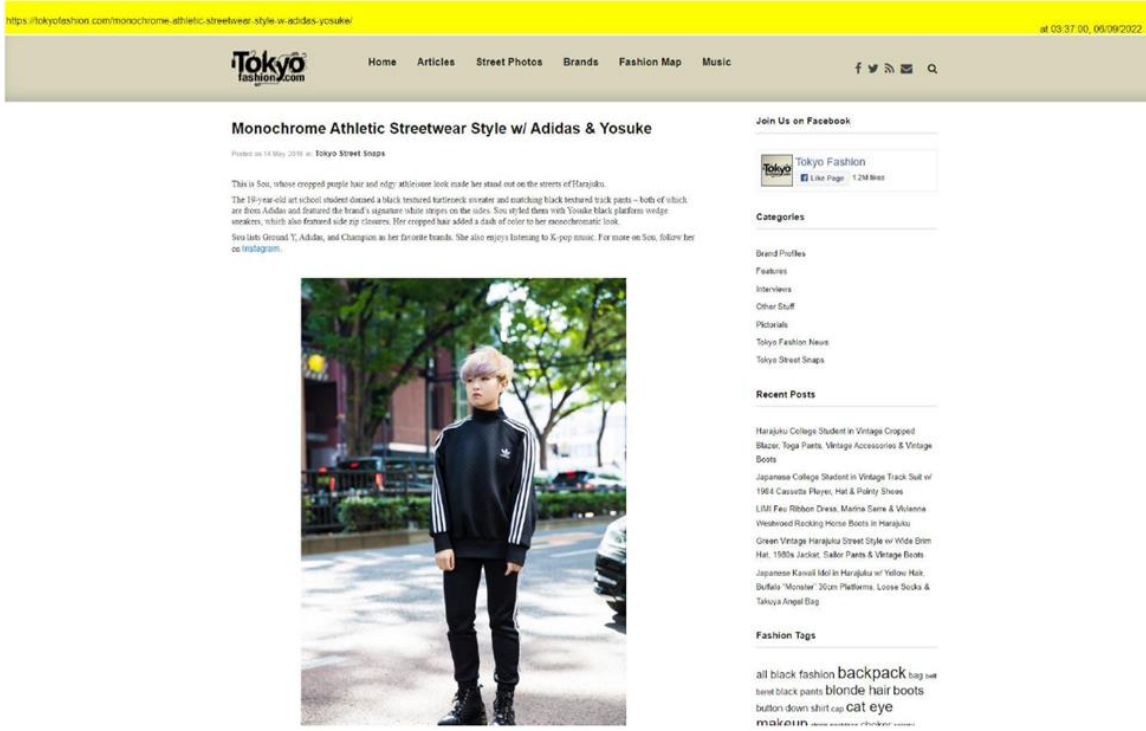 https://tokyofashion.com/monochrome-athletic-streetwear-style-w-adidas-yosuke/
at 03:37:00, 06/09/2022
Tokyo
fashion.com
Home Articles Street Photos Brands Fashion Map Music
Monochrome Athletic Streetwear Style w/ Adidas & Yosuke
Posted on May in Tokyo Street Snaps
This is Sou, whose cropped purple hair and edgy athleisure look made her stand out on the streets of Harajuku.
The 19-year-old art school student donned a black textured turtleneck sweater and matching black textured track pants – both of which
are from Adidas and featured the brand's signature white stripes on the sides. Sou styled them with Yosuke black platform wedge
sneakers, which also featured side zip closures. Her cropped hair added a dash of color to her monochromatic look.
Sou lists Ground Y, Adidas, and Champion as her favorite brands. She also enjoys listening to K-pop music. For more on Sou, follow her
on Instagram.
Join Us on Facebook
Tokyo
Tokyo Fashion
Like Page 1.2M likes
Categories
Brand Profiles
Features
Interviews
Other Stuff
Pictorials
Tokyo Fashion News
Tokyo Street Snaps
Recent Posts
Harajuku College Student in Vintage Cropped
Blazer, Toga Pants, Vintage Accessories & Vintage
Boots
Japanese College Student in Vintage Track Suit w/
1984 Cassette Player, Hat & Pointy Shoes
LIMI Feu Ribbon Dress, Marine Serre & Vivienne
Westwood Rocking Horse Boots in Harajuku
Green Vintage Harajuku Street Style w/ Wide Brim
Hat, 1980s Jacket, Sailor Pants & Vintage Boots
Japanese Kawaii Idol in Harajuku w/ Yellow Hair,
Buffalo "Monster" 30cm Platforms, Loose Socks &
Takuya Angel Bag
Fashion Tags
all black fashion backpack bag belt
beret black pants blonde hair boots
button down shirt cap cat eye
makeup choker